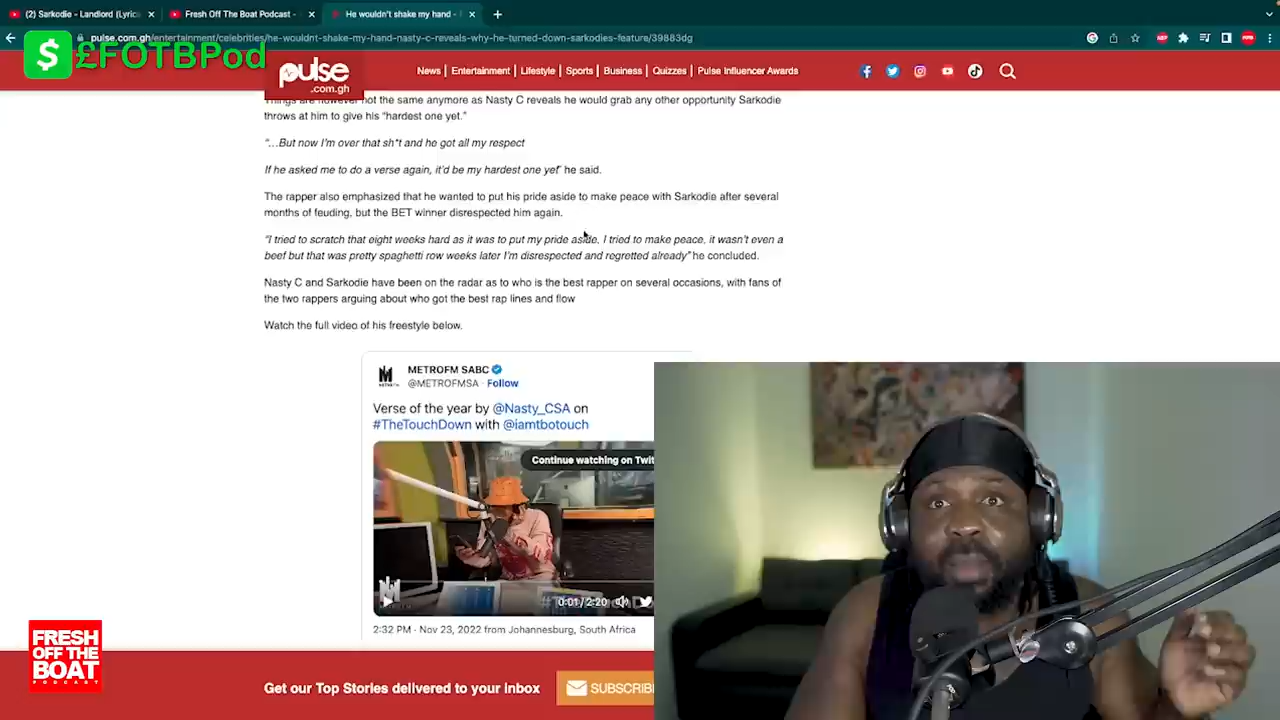 (2) Sarkodie - Landlord (Lyric
Fresh Off The Boat Podcast -
He wouldn't shake my hand -
pulse.com.gh/entertainment/celebrities/he-wouldnt-shake-my-hand-nasty-c-reveals-why-he-turned-down-sarkodies-feature/39883dg
$ £FOTBPod
pulse
.com.gh
News | Entertainment | Lifestyle | Sports | Business | Quizzes | Pulse Influencer Awards
Things are however not the same anymore as Nasty C reveals he would grab any other opportunity Sarkodie
throws at him to give his “hardest one yet.”
“…But now I'm over that sh*t and he got all my respect
If he asked me to do a verse again, it'd be my hardest one yet” he said.
The rapper also emphasized that he wanted to put his pride aside to make peace with Sarkodie after several
months of feuding, but the BET winner disrespected him again.
“I tried to scratch that eight weeks hard as it was to put my pride aside, I tried to make peace, it wasn't even a
beef but that was pretty spaghetti row weeks later I'm disrespected and regretted already” he concluded.
Nasty C and Sarkodie have been on the radar as to who is the best rapper on several occasions, with fans of
the two rappers arguing about who got the best rap lines and flow
Watch the full video of his freestyle below.
METROFM SABC
@METROFMSA · Follow
Verse of the year by @Nasty_CSA on
#TheTouchDown with @iamtbotouch
Continue watching on Twit
0:01/2:20
2:32 PM · Nov 23, 2022 from Johannesburg, South Africa
FRESH
OFF THE
BOAT
PODCAST
Get our Top Stories delivered to your inbox
SUBSCRIBE